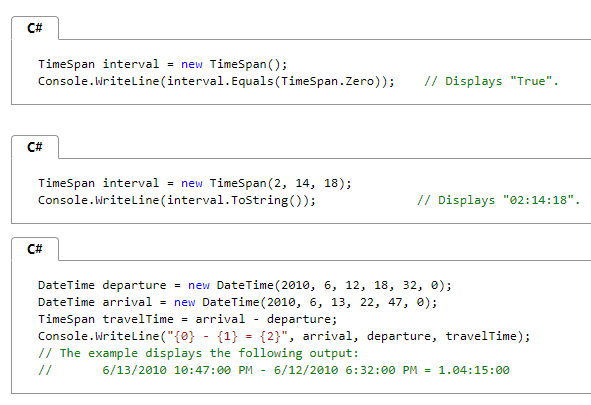 C#
TimeSpan interval = new TimeSpan();
Console.WriteLine(interval.Equals(TimeSpan.Zero));    // Displays "True".
C#
TimeSpan interval = new TimeSpan(2, 14, 18);
Console.WriteLine(interval.ToString());              // Displays "02:14:18".
C#
DateTime departure = new DateTime(2010, 6, 12, 18, 32, 0);
DateTime arrival = new DateTime(2010, 6, 13, 22, 47, 0);
TimeSpan travelTime = arrival - departure;
Console.WriteLine("{0} - {1} = {2}", arrival, departure, travelTime);
// The example displays the following output:
//       6/13/2010 10:47:00 PM - 6/12/2010 6:32:00 PM = 1.04:15:00